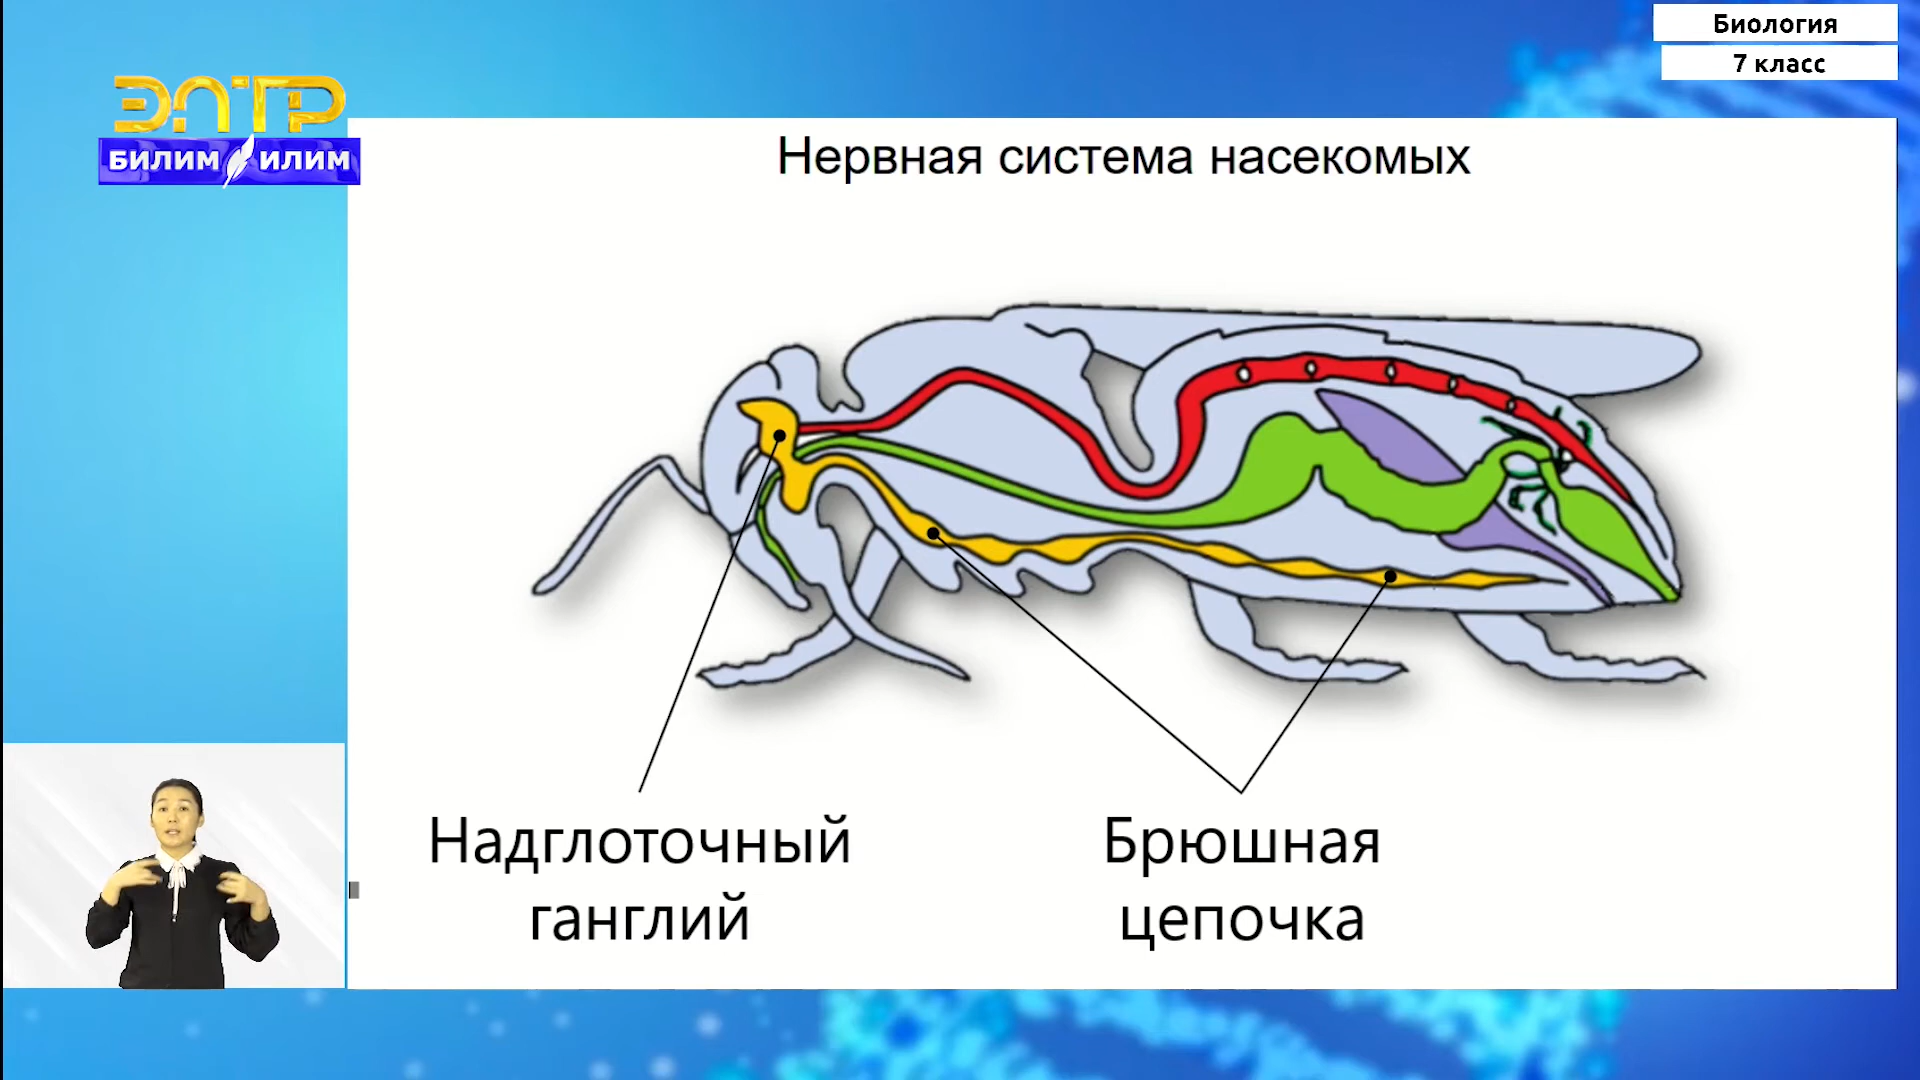 Биология
7 класс
ЭЛТР
БИЛИМ ИЛИМ
Нервная система насекомых
Надглоточный
ганглий
Брюшная
цепочка